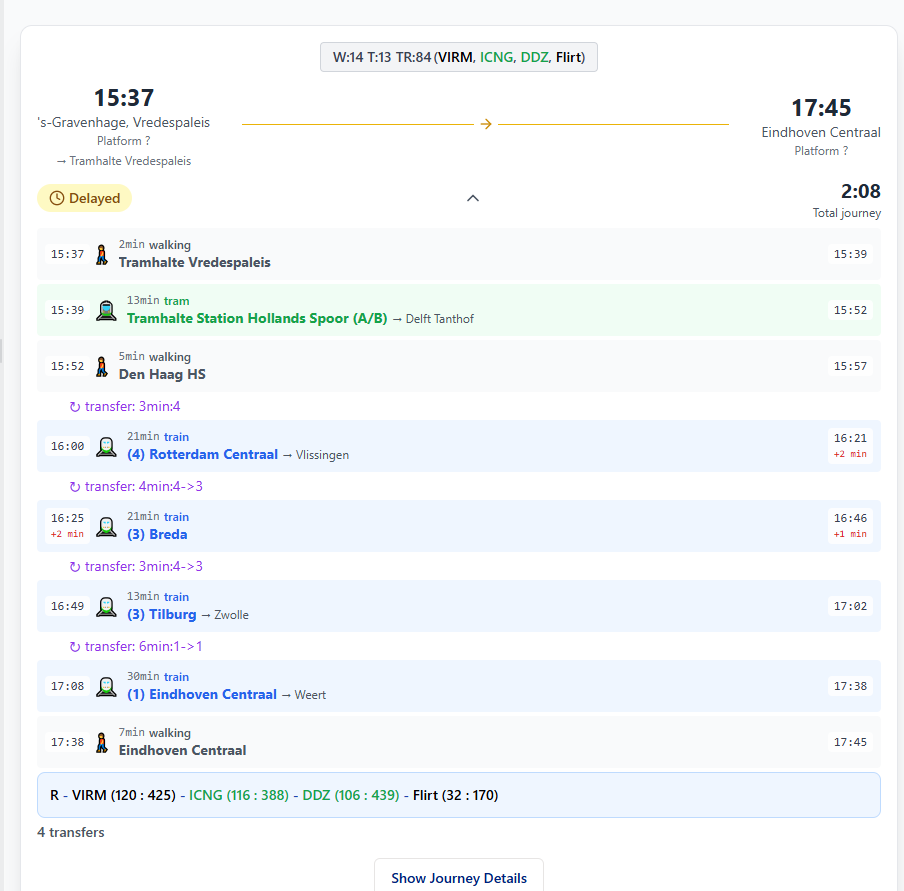 W:14 T:13 TR:84 (VIRM, ICNG, DDZ, Flirt)
15:37
's-Gravenhage, Vredespaleis
Platform ?
→ Tramhalte Vredespaleis
17:45
Eindhoven Centraal
Platform ?
Delayed
2:08
Total journey
15:37
2min walking
Tramhalte Vredespaleis
15:39
15:39
13min tram
Tramhalte Station Hollands Spoor (A/B) → Delft Tanthof
15:52
15:52
5min walking
Den Haag HS
15:57
↻ transfer: 3min:4
16:00
21min train
(4) Rotterdam Centraal → Vlissingen
16:21
+2 min
↻ transfer: 4min:4->3
16:25
+2 min
21min train
(3) Breda
16:46
+1 min
↻ transfer: 3min:4->3
16:49
13min train
(3) Tilburg → Zwolle
17:02
↻ transfer: 6min:1->1
17:08
30min train
(1) Eindhoven Centraal → Weert
17:38
17:38
7min walking
Eindhoven Centraal
17:45
R - VIRM (120 : 425) - ICNG (116 : 388) - DDZ (106 : 439) - Flirt (32 : 170)
4 transfers
Show Journey Details